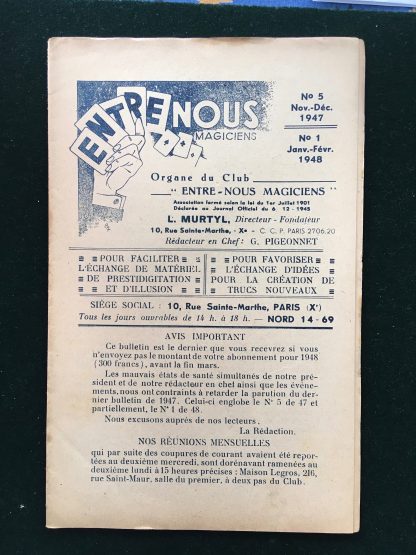 ENTRE NOUS
MAGICIENS
No 5
Nov.-Déc.
1947
No 1
Janv.-Févr.
1948
Organe du Club
“ ENTRE-NOUS MAGICIENS ”
Association formé selon la loi du 1er Juillet 1901
Déclarée au Journal Officiel du 6. 12 -1945
L. MURTYL, Directeur - Fondateur
10, Rue Sainte-Marthe, - Xe - C. C. P. PARIS 2706.20
Rédacteur en Chef: G. PIGEONNET
POUR FACILITER
L'ÉCHANGE DE MATÉRIEL
DE PRESTIDIGITATION
ET D'ILLUSION
POUR FAVORISER
L'ÉCHANGE D'IDÉES
POUR LA CRÉATION DE
TRUCS NOUVEAUX
SIÈGE SOCIAL : 10, Rue Sainte-Marthe, PARIS (Xe)
Tous les jours ouvrables de 14 h. à 18 h. — NORD 14-69
AVIS IMPORTANT
Ce bulletin est le dernier que vous recevrez si vous
n'envoyez pas le montant de votre abonnement pour 1948
(300 francs), avant la fin mars.
Les mauvais états de santé simultanés de notre pré-
sident et de notre rédacteur en chef ainsi que les événe-
ments, nous ont contraints à retarder la parution du der-
nier bulletin de 1947. Celui-ci englobe le N° 5 de 47 et
partiellement, le N° 1 de 48.
Nous excusons auprès de nos lecteurs.
La Rédaction.
NOS RÉUNIONS MENSUELLES
qui par suite des coupures de courant avaient été repor-
tées au deuxième mercredi, sont dorénavant ramenées au
deuxième lundi à 15 heures précises ; Maison Legros, 216,
rue Saint-Maur, salle du premier, à deux pas du Club.